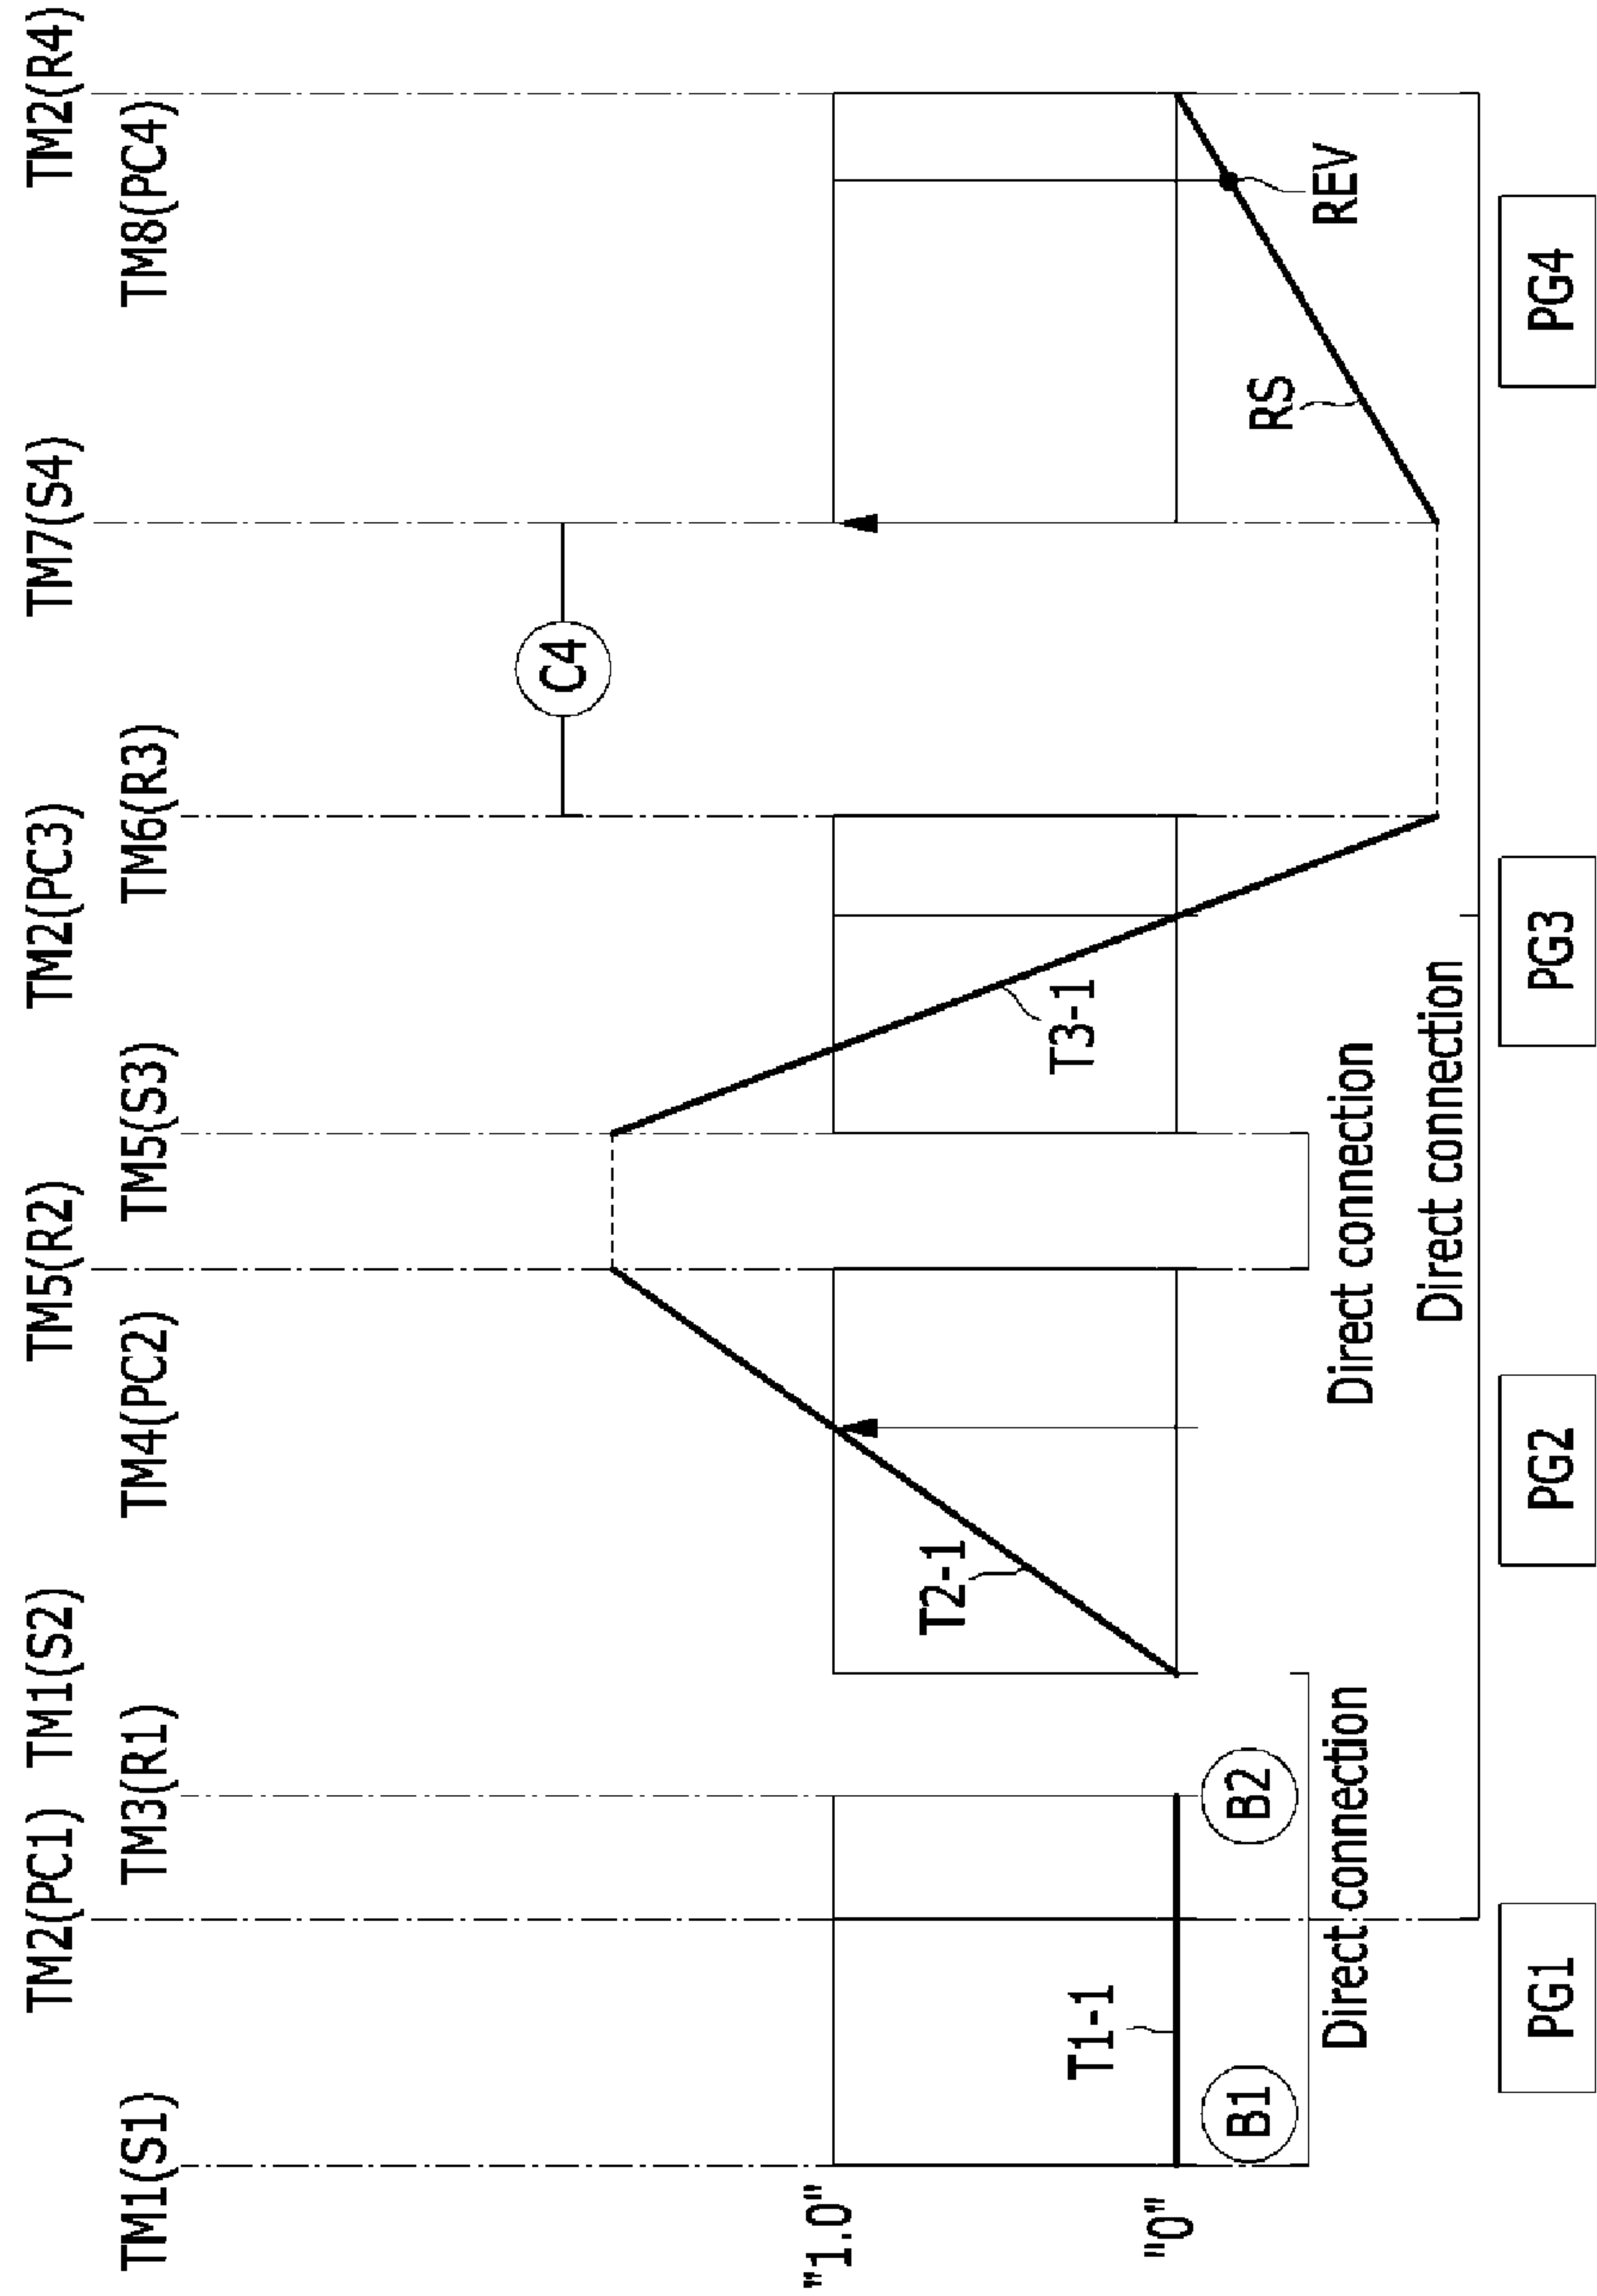 TM1(S1)
TM2(PC1)
TM3(R1)
TM1(S2)
TM4(PC2)
TM5(R2)
TM5(S3)
TM2(PC3)
TM6(R3)
TM7(S4)
TM8(PC4)
TM2(R4)
C4
"1.0"
"0"
T1-1
T2-1
T3-1
RS
REV
B1
B2
Direct connection
Direct connection
Direct connection
PG1
PG2
PG3
PG4